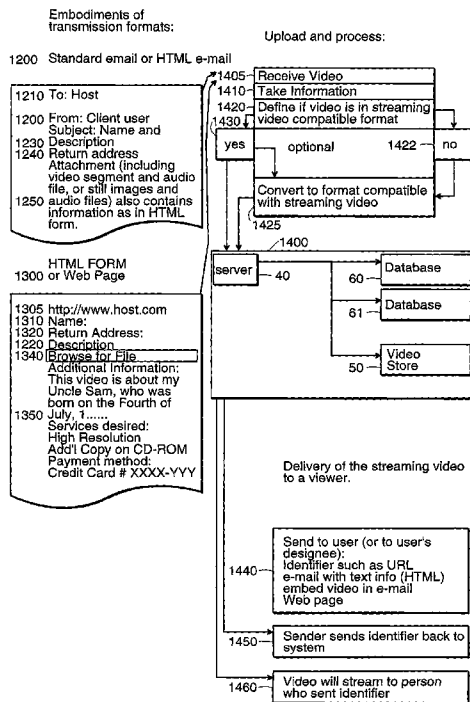 Embodiments of
transmission formats:
1200 Standard email or HTML e-mail
1210 To: Host
1200 From: Client user
Subject: Name and
1230 Description
1240 Return address
Attachment (including
video segment and audio
file, or still images and
1250 audio files) also contains
information as in HTML
form.
HTML FORM
1300 or Web Page
1305 http://www.host.com
1310 Name:
1320 Return Address:
1220 Description
1340 Browse for File
Additional Information:
This video is about my
Uncle Sam, who was
born on the Fourth of
1350 July, 1......
Services desired:
High Resolution
Add'l Copy on CD-ROM
Payment method:
Credit Card # XXXX-YYY
Upload and process:
1405 Receive Video
1410 Take Information
1420 Define if video is in streaming
video compatible format
1430
yes
optional
1422
no
Convert to format compatible
with streaming video
1425
1400
server
40
60 Database
61 Database
50 Video
Store
Delivery of the streaming video
to a viewer.
Send to user (or to user's
designee):
1440 Identifier such as URL
e-mail with text info (HTML)
embed video in e-mail
Web page
1450 Sender sends identifier back to
system
1460 Video will stream to person
who sent identifier